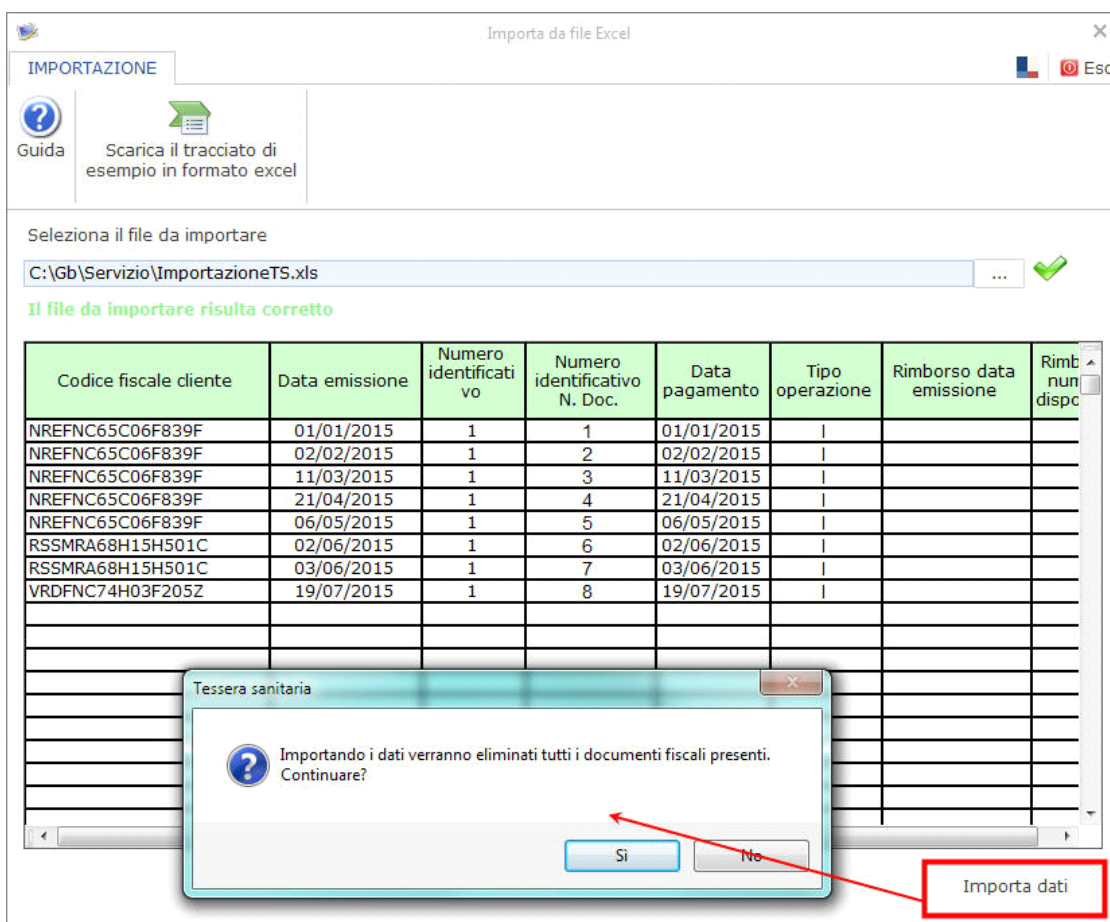 Importa da file Excel
IMPORTAZIONE
Esc
Guida
Scarica il tracciato di
esempio in formato excel
Seleziona il file da importare
C:\Gb\Servizio\ImportazioneTS.xls
...
Il file da importare risulta corretto
Codice fiscale cliente
Data emissione
Numero
identificati
vo
Numero
identificativo
N. Doc.
Data
pagamento
Tipo
operazione
Rimborso data
emissione
Rimb
num
dispo
NREFNC65C06F839F 01/01/2015 1 1 01/01/2015 I
NREFNC65C06F839F 02/02/2015 1 2 02/02/2015 I
NREFNC65C06F839F 11/03/2015 1 3 11/03/2015 I
NREFNC65C06F839F 21/04/2015 1 4 21/04/2015 I
NREFNC65C06F839F 06/05/2015 1 5 06/05/2015 I
RSSMRA68H15H501C 02/06/2015 1 6 02/06/2015 I
RSSMRA68H15H501C 03/06/2015 1 7 03/06/2015 I
VRDFNC74H03F205Z 19/07/2015 1 8 19/07/2015 I
Tessera sanitaria
Importando i dati verranno eliminati tutti i documenti fiscali presenti.
Continuare?
Sì
No
Importa dati